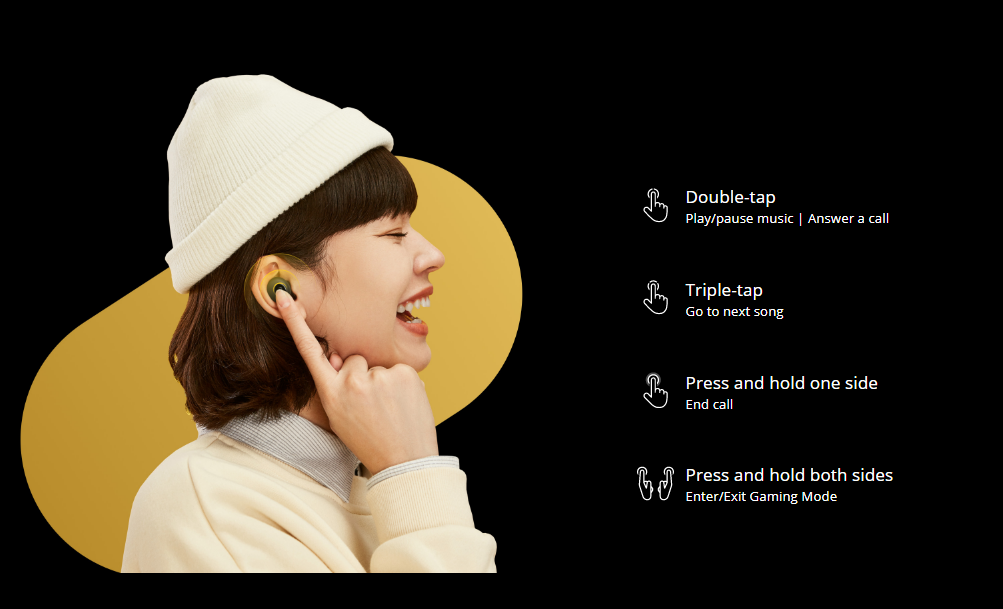 Double-tap
Play/pause music | Answer a call
Triple-tap
Go to next song
Press and hold one side
End call
Press and hold both sides
Enter/Exit Gaming Mode